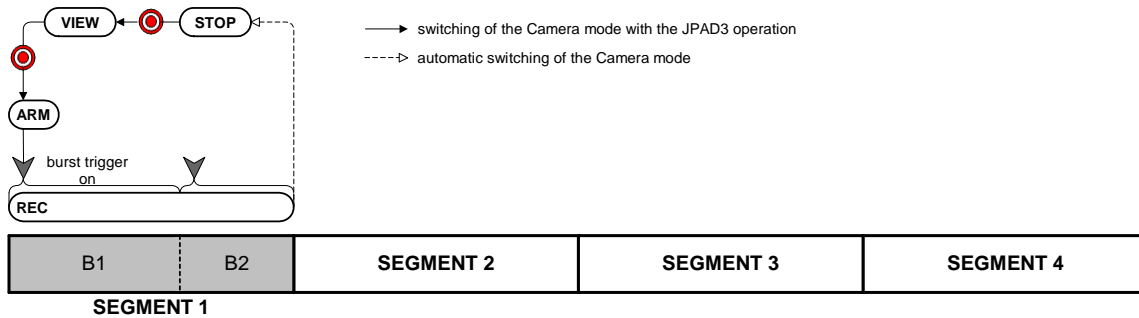 VIEW
STOP
switching of the Camera mode with the JPAD3 operation
automatic switching of the Camera mode
ARM
burst trigger
on
REC
B1
B2
SEGMENT 2
SEGMENT 3
SEGMENT 4
SEGMENT 1